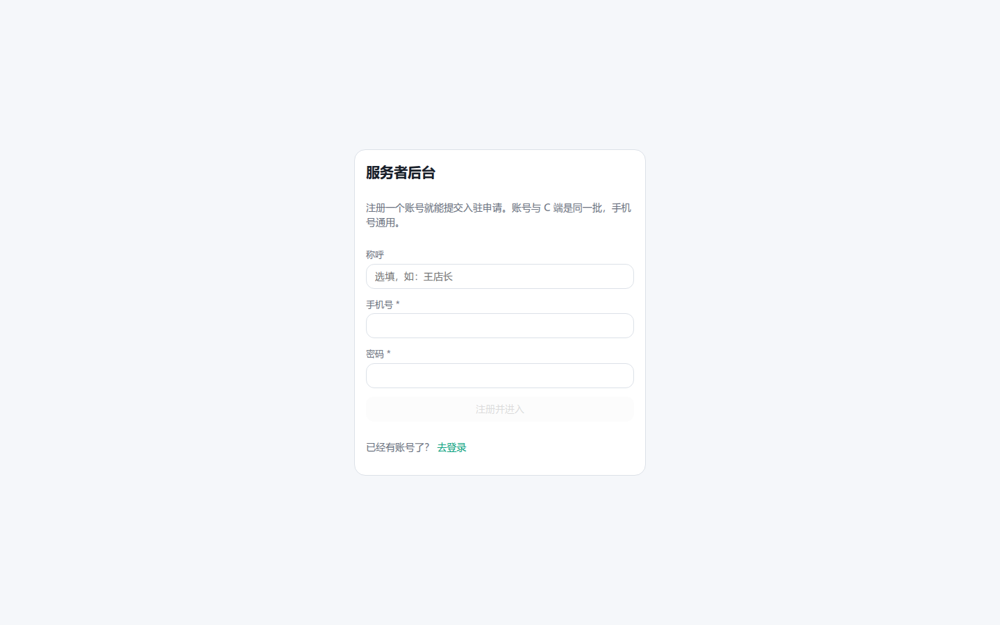 服务者后台
注册一个账号就能提交入驻申请。账号与 C 端是同一批，手机
号通用。
称呼
选填，如：王店长
手机号 *
密码 *
注册并进入
已经有账号了？ 去登录